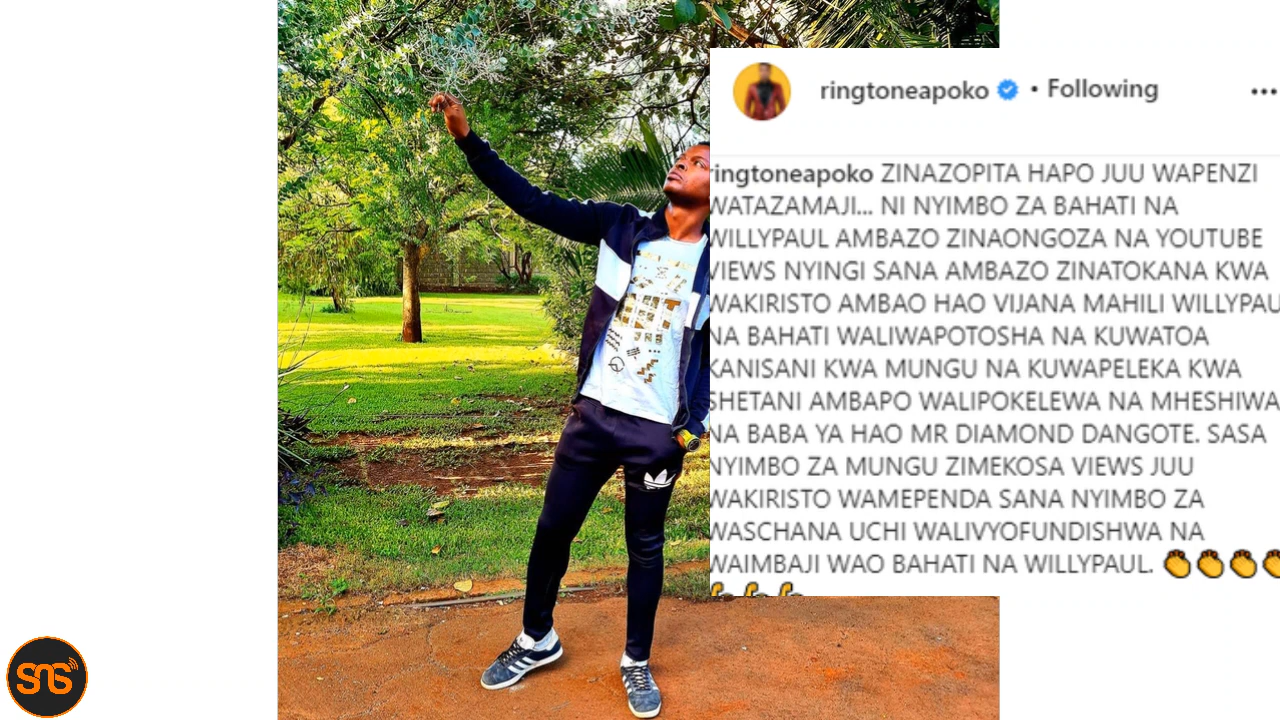 ringtoneapoko • Following
ringtoneapoko ZINAZOPITA HAPO JUU WAPENZI
WATAZAMAJI... NI NYIMBO ZA BAHATI NA
WILLYPAUL AMBAZO ZINAONGOZA NA YOUTUBE
VIEWS NYINGI SANA AMBAZO ZINATOKANA KWA
WAKIRISTO AMBAO HAO VIJANA MAHILI WILLYPAU
NA BAHATI WALIWAPOTOSHA NA KUWATOA
KANISANI KWA MUNGU NA KUWAPELEKA KWA
SHETANI AMBAPO WALIPOKELEWA NA MHESHIWA
NA BABA YA HAO MR DIAMOND DANGOTE. SASA
NYIMBO ZA MUNGU ZIMEKOSA VIEWS JUU
WAKIRISTO WAMEPENDA SANA NYIMBO ZA
WASCHANA UCHI WALIVYOFUNDISHWA NA
WAIMBAJI WAO BAHATI NA WILLYPAUL. 👏👏👏👏
SNS